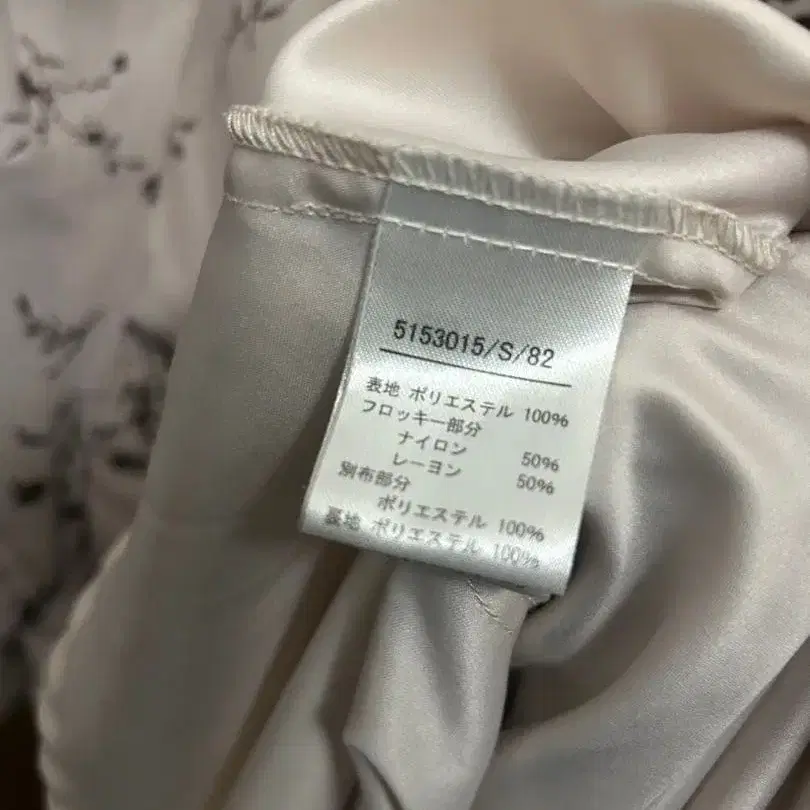 5153015/S/82
表地 ポリエステル 100%
フロッキー部分
ナイロン 50%
レーヨン 50%
別布部分
ポリエステル 100%
裏地 ポリエステル 100%